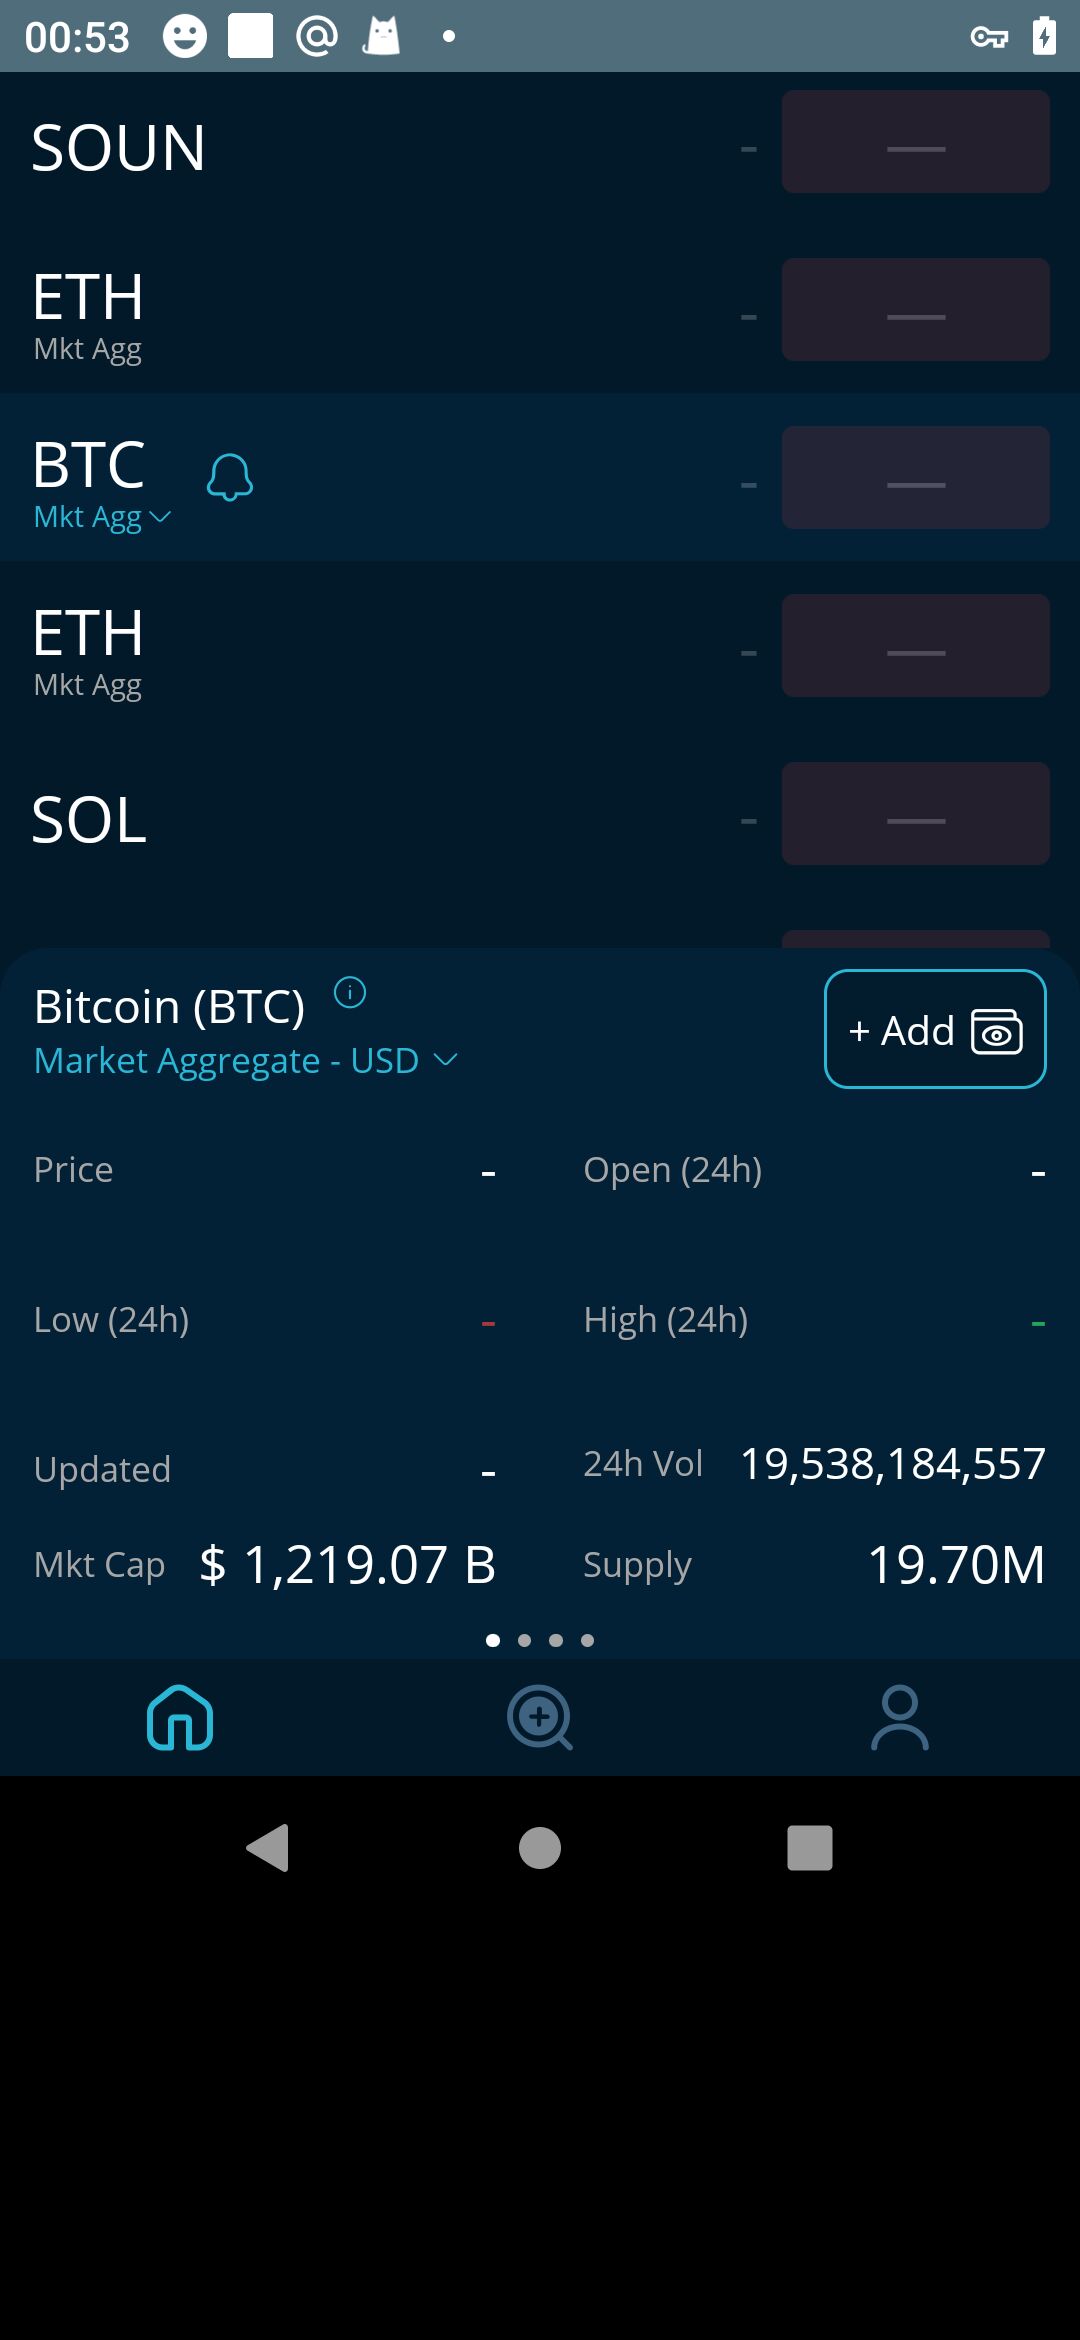 00:53
SOUN - —
ETH - —
Mkt Agg
BTC - —
Mkt Agg
ETH - —
Mkt Agg
SOL - —
Bitcoin (BTC)
+ Add
Market Aggregate - USD
Price - Open (24h) -
Low (24h) - High (24h) -
Updated - 24h Vol 19,538,184,557
Mkt Cap $ 1,219.07 B Supply 19.70M